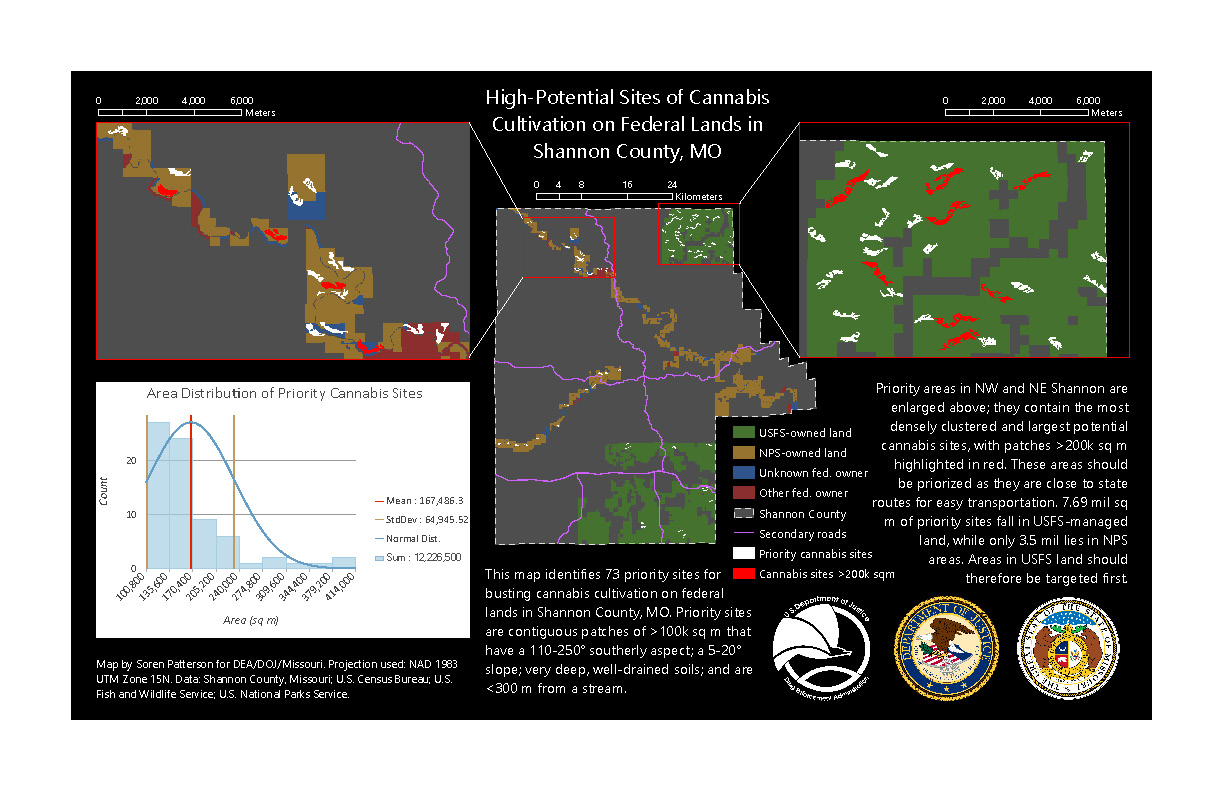 High-Potential Sites of Cannabis
Cultivation on Federal Lands in
Shannon County, MO
0 2,000 4,000 6,000
Meters
0 4 8 16 24
Kilometers
0 2,000 4,000 6,000
Meters
Area Distribution of Priority Cannabis Sites
Count
20
10
0
100,800
135,600
170,400
205,200
240,000
274,800
309,600
344,400
379,200
414,000
Area (sq m)
Mean : 167,486.3
StdDev : 64,945.52
Normal Dist.
Sum : 12,226,500
USFS-owned land
NPS-owned land
Unknown fed. owner
Other fed. owner
Shannon County
Secondary roads
Priority cannabis sites
Cannabis sites >200k sqm
Priority areas in NW and NE Shannon are
enlarged above; they contain the most
densely clustered and largest potential
cannabis sites, with patches >200k sq m
highlighted in red. These areas should
be priorized as they are close to state
routes for easy transportation. 7.69 mil sq
m of priority sites fall in USFS-managed
land, while only 3.5 mil lies in NPS
areas. Areas in USFS land should
therefore be targeted first.
This map identifies 73 priority sites for
busting cannabis cultivation on federal
lands in Shannon County, MO. Priority sites
are contiguous patches of >100k sq m that
have a 110-250° southerly aspect; a 5-20°
slope; very deep, well-drained soils; and are
<300 m from a stream.
Map by Soren Patterson for DEA/DOJ/Missouri. Projection used: NAD 1983
UTM Zone 15N. Data: Shannon County, Missouri; U.S. Census Bureau; U.S.
Fish and Wildlife Service; U.S. National Parks Service.
U.S. Department of Justice
Drug Enforcement Administration
DEPARTMENT OF JUSTICE
THE STATE OF